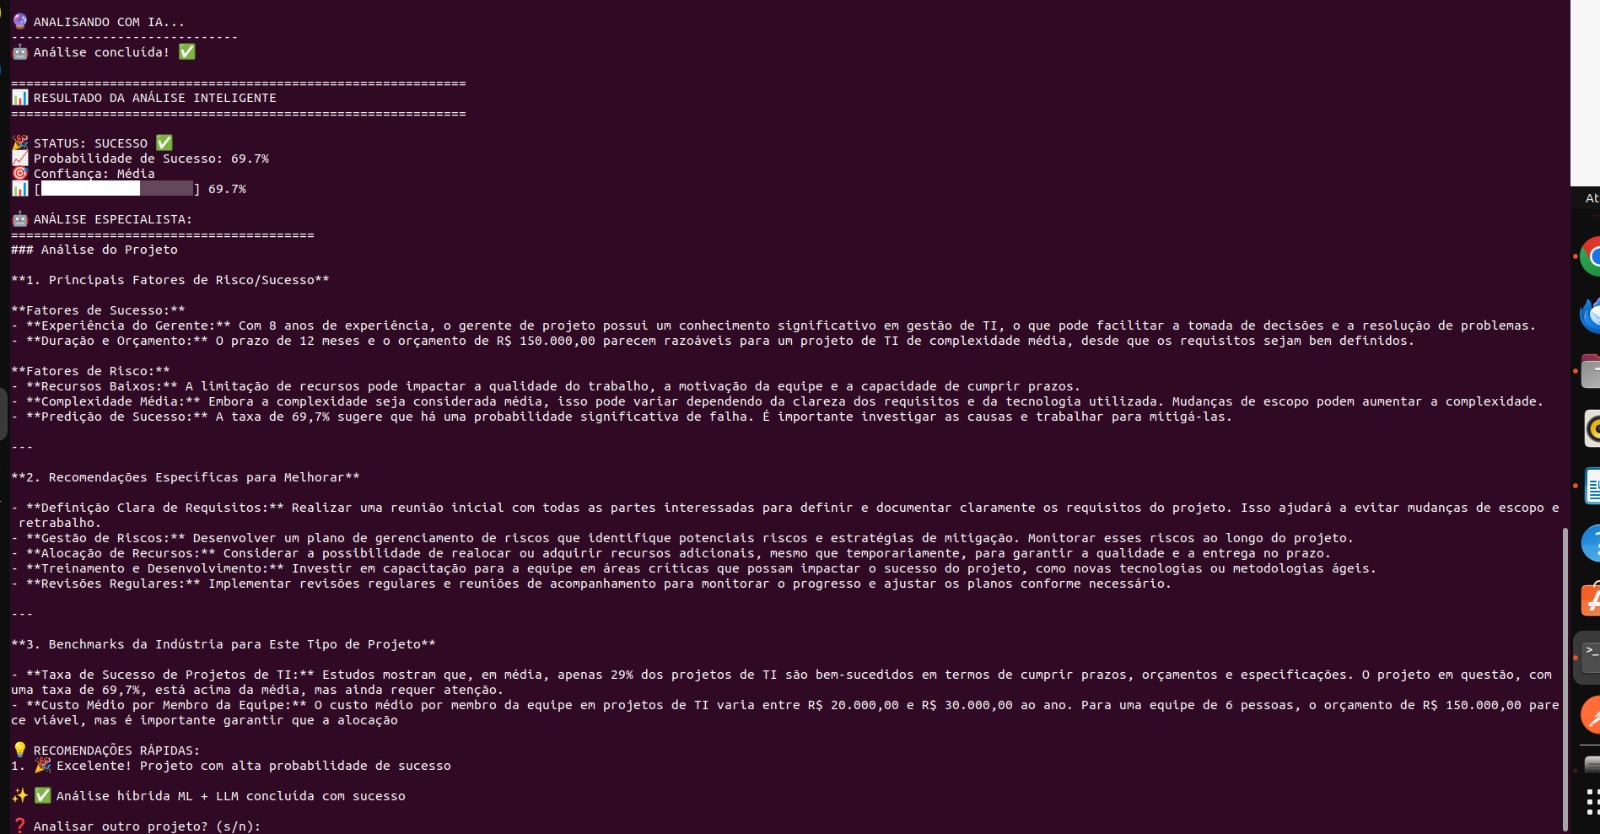 🔮 ANALISANDO COM IA...
------------------------------
🤖 Análise concluída! ✅
============================================================
📊 RESULTADO DA ANÁLISE INTELIGENTE
============================================================
🎉 STATUS: SUCESSO ✅
📈 Probabilidade de Sucesso: 69.7%
🎯 Confiança: Média
📊 [█████████████░░░░░░░] 69.7%
🤖 ANÁLISE ESPECIALISTA:
========================================
### Análise do Projeto
**1. Principais Fatores de Risco/Sucesso**
**Fatores de Sucesso:**
- **Experiência do Gerente:** Com 8 anos de experiência, o gerente de projeto possui um conhecimento significativo em gestão de TI, o que pode facilitar a tomada de decisões e a resolução de problemas.
- **Duração e Orçamento:** O prazo de 12 meses e o orçamento de R$ 150.000,00 parecem razoáveis para um projeto de TI de complexidade média, desde que os requisitos sejam bem definidos.
**Fatores de Risco:**
- **Recursos Baixos:** A limitação de recursos pode impactar a qualidade do trabalho, a motivação da equipe e a capacidade de cumprir prazos.
- **Complexidade Média:** Embora a complexidade seja considerada média, isso pode variar dependendo da clareza dos requisitos e da tecnologia utilizada. Mudanças de escopo podem aumentar a complexidade.
- **Predição de Sucesso:** A taxa de 69,7% sugere que há uma probabilidade significativa de falha. É importante investigar as causas e trabalhar para mitigá-las.
---
**2. Recomendações Específicas para Melhorar**
- **Definição Clara de Requisitos:** Realizar uma reunião inicial com todas as partes interessadas para definir e documentar claramente os requisitos do projeto. Isso ajudará a evitar mudanças de escopo e
retrabalho.
- **Gestão de Riscos:** Desenvolver um plano de gerenciamento de riscos que identifique potenciais riscos e estratégias de mitigação. Monitorar esses riscos ao longo do projeto.
- **Alocação de Recursos:** Considerar a possibilidade de realocar ou adquirir recursos adicionais, mesmo que temporariamente, para garantir a qualidade e a entrega no prazo.
- **Treinamento e Desenvolvimento:** Investir em capacitação para a equipe em áreas críticas que possam impactar o sucesso do projeto, como novas tecnologias ou metodologias ágeis.
- **Revisões Regulares:** Implementar revisões regulares e reuniões de acompanhamento para monitorar o progresso e ajustar os planos conforme necessário.
---
**3. Benchmarks da Indústria para Este Tipo de Projeto**
- **Taxa de Sucesso de Projetos de TI:** Estudos mostram que, em média, apenas 29% dos projetos de TI são bem-sucedidos em termos de cumprir prazos, orçamentos e especificações. O projeto em questão, com
uma taxa de 69,7%, está acima da média, mas ainda requer atenção.
- **Custo Médio por Membro da Equipe:** O custo médio por membro da equipe em projetos de TI varia entre R$ 20.000,00 e R$ 30.000,00 ao ano. Para uma equipe de 6 pessoas, o orçamento de R$ 150.000,00 pare
ce viável, mas é importante garantir que a alocação
💡 RECOMENDAÇÕES RÁPIDAS:
1. 🎉 Excelente! Projeto com alta probabilidade de sucesso
✨ ✅ Análise híbrida ML + LLM concluída com sucesso
❓ Analisar outro projeto? (s/n):
At